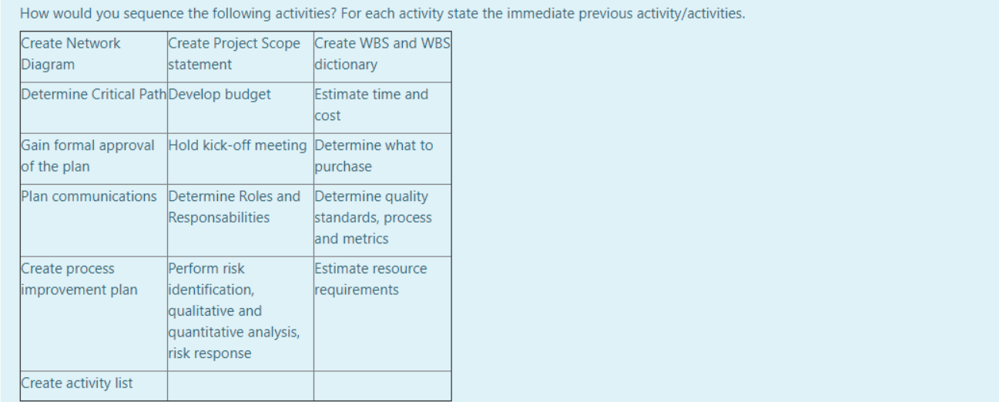 How would you sequence the following activities? For each activity state the immediate previous activity/activities.
Create Network
Diagram
Create Project Scope
statement
Create WBS and WBS
dictionary
Determine Critical Path
Develop budget
Estimate time and
cost
Gain formal approval
of the plan
Hold kick-off meeting
Determine what to
purchase
Plan communications
Determine Roles and
Responsabilities
Determine quality
standards, process
and metrics
Create process
improvement plan
Perform risk
identification,
qualitative and
quantitative analysis,
risk response
Estimate resource
requirements
Create activity list